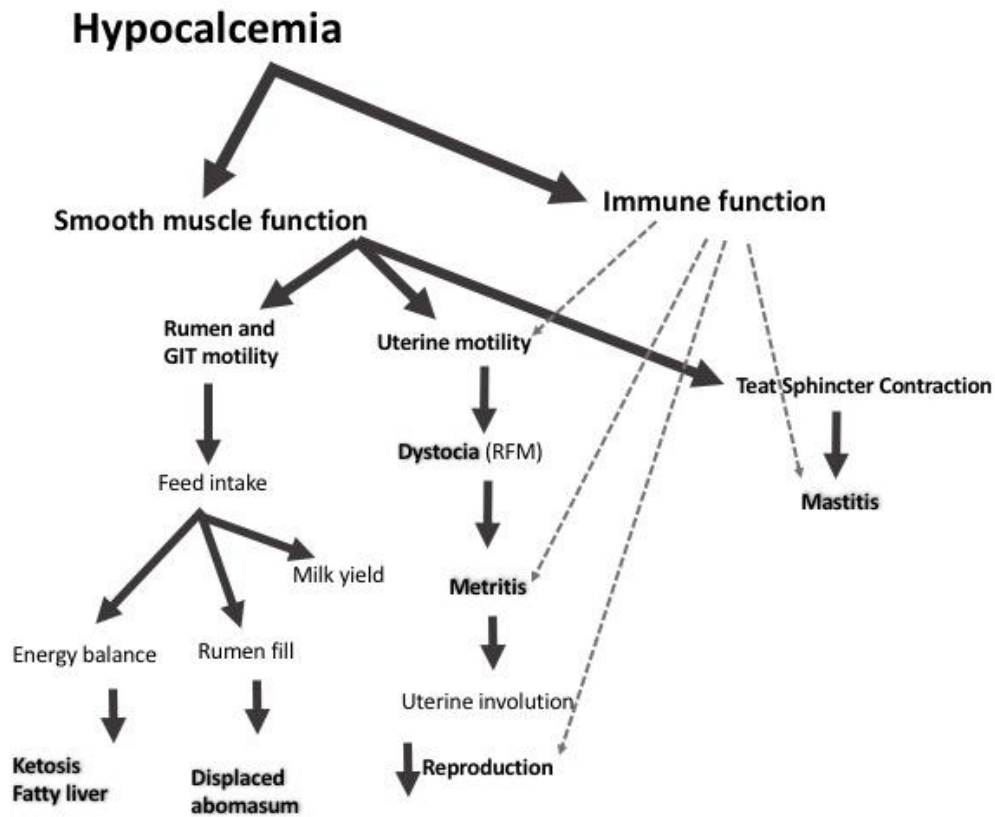 Hypocalcemia
Immune function
Smooth muscle function
Rumen and
GIT motility
Uterine motility
Teat Sphincter Contraction
Dystocia (RFM)
Feed intake
Mastitis
Milk yield
Metritis
Energy balance
Rumen fill
Uterine involution
Ketosis
Fatty liver
Displaced
abomasum
Reproduction